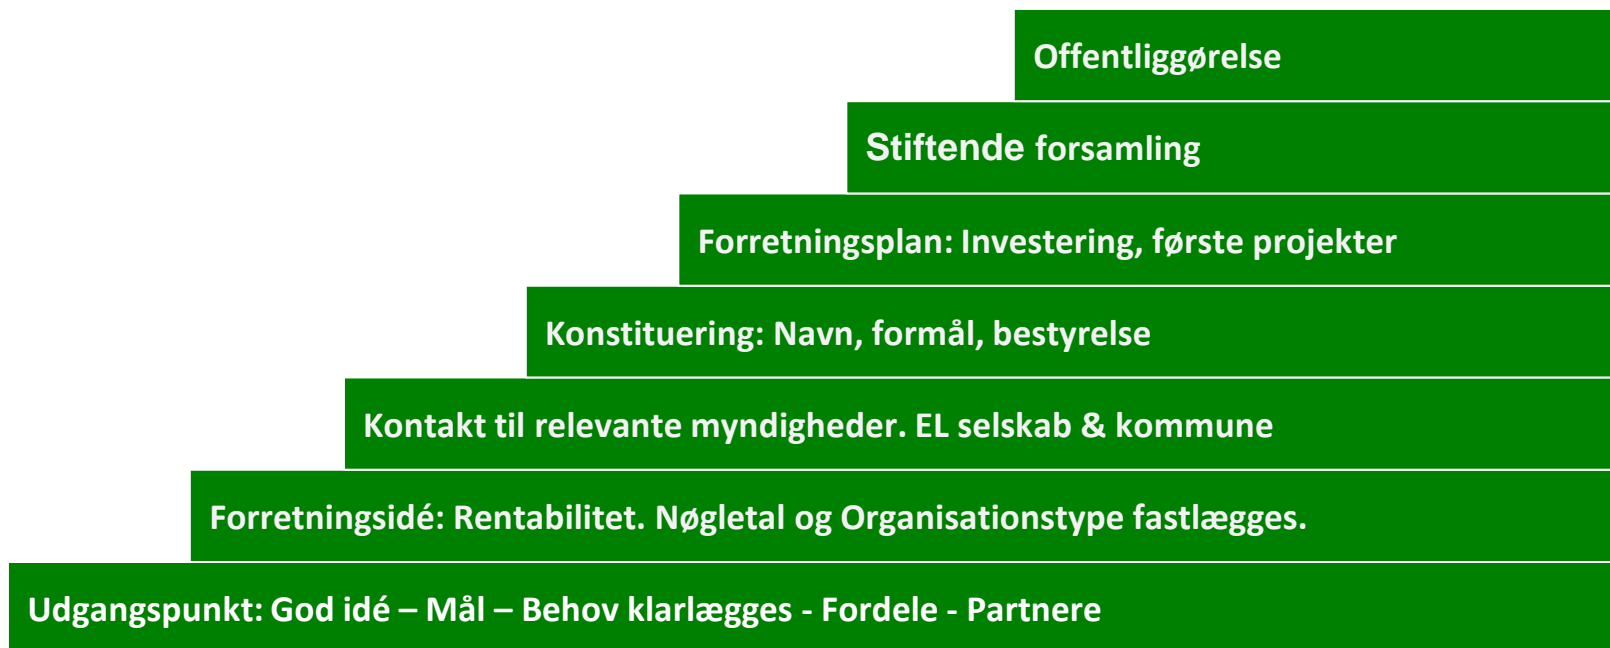 Offentliggørelse
Stiftende forsamling
Forretningsplan: Investering, første projekter
Konstituering: Navn, formål, bestyrelse
Kontakt til relevante myndigheder. EL selskab & kommune
Forretningsidé: Rentabilitet. Nøgletal og Organisationstype fastlægges.
Udgangspunkt: God idé – Mål – Behov klarlægges - Fordele - Partnere